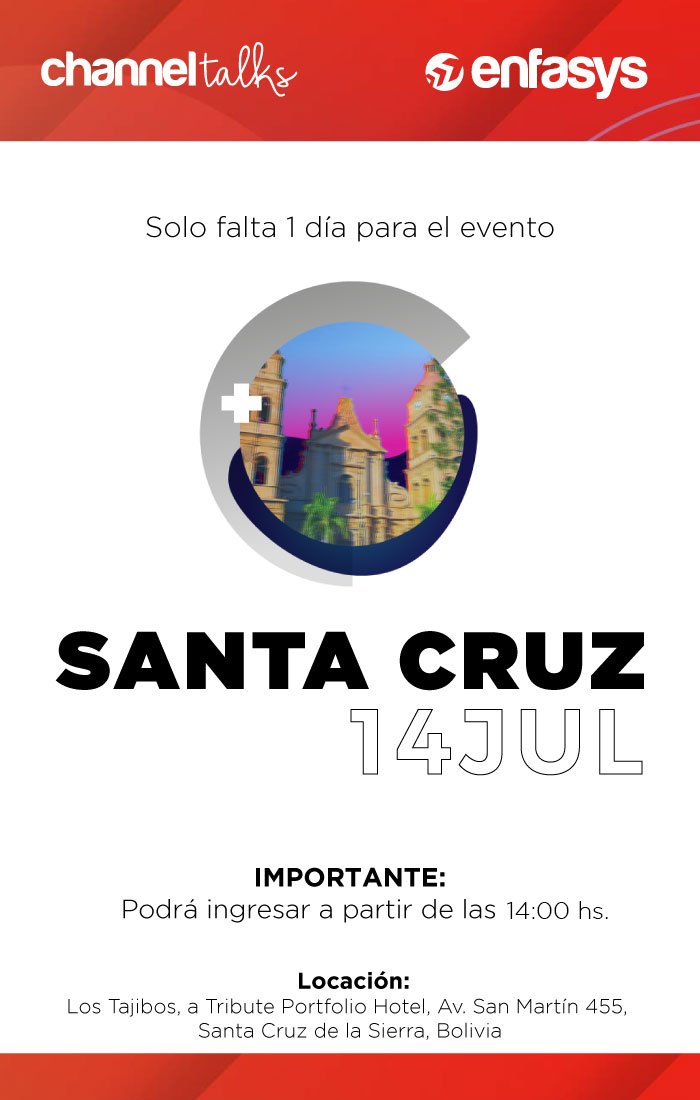 channeltalks
enfasys
Solo falta 1 día para el evento
SANTA CRUZ
14JUL
IMPORTANTE:
Podrá ingresar a partir de las 14:00 hs.
Locación:
Los Tajibos, a Tribute Portfolio Hotel, Av. San Martín 455,
Santa Cruz de la Sierra, Bolivia